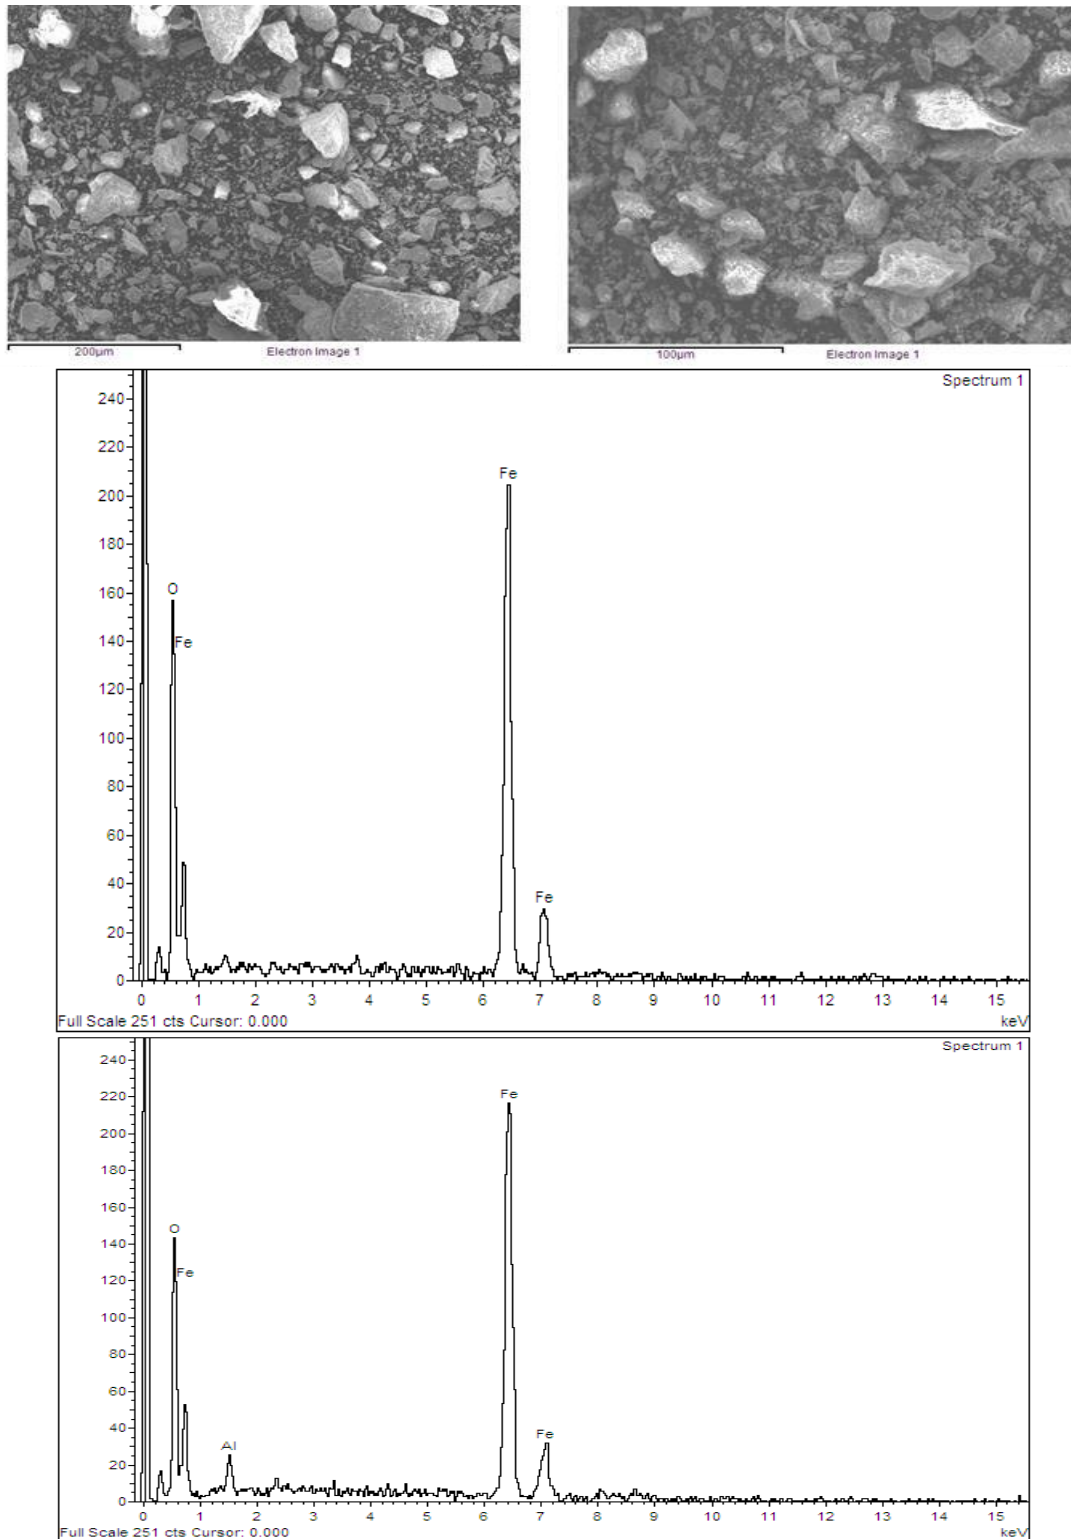 200µm Electron Image 1
100µm Electron Image 1
Spectrum 1
240
220
200
180
160
140
120
100
80
60
40
20
0
Fe
O
Fe
Fe
0 1 2 3 4 5 6 7 8 9 10 11 12 13 14 15
Full Scale 251 cts Cursor: 0.000 keV
Spectrum 1
240
220
200
180
160
140
120
100
80
60
40
20
0
Fe
O
Fe
Al
Fe
0 1 2 3 4 5 6 7 8 9 10 11 12 13 14 15
Full Scale 251 cts Cursor: 0.000 keV